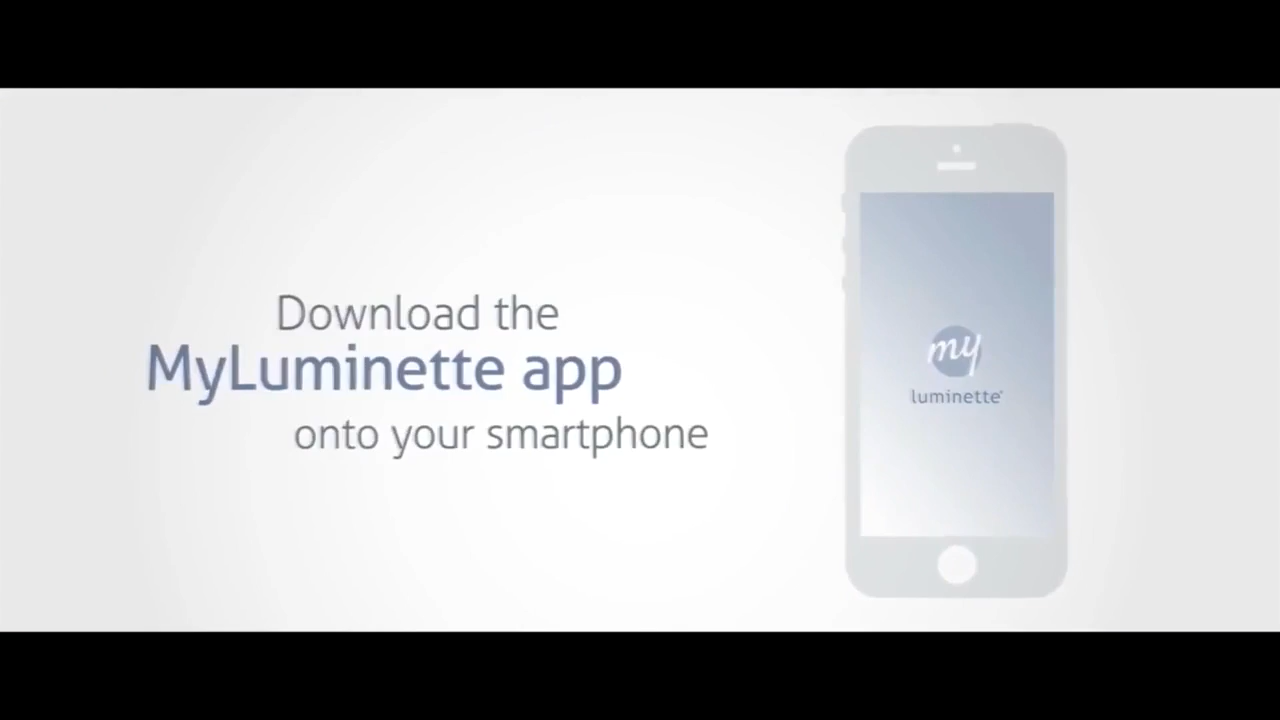 Download the
MyLuminette app
onto your smartphone
my
luminette®